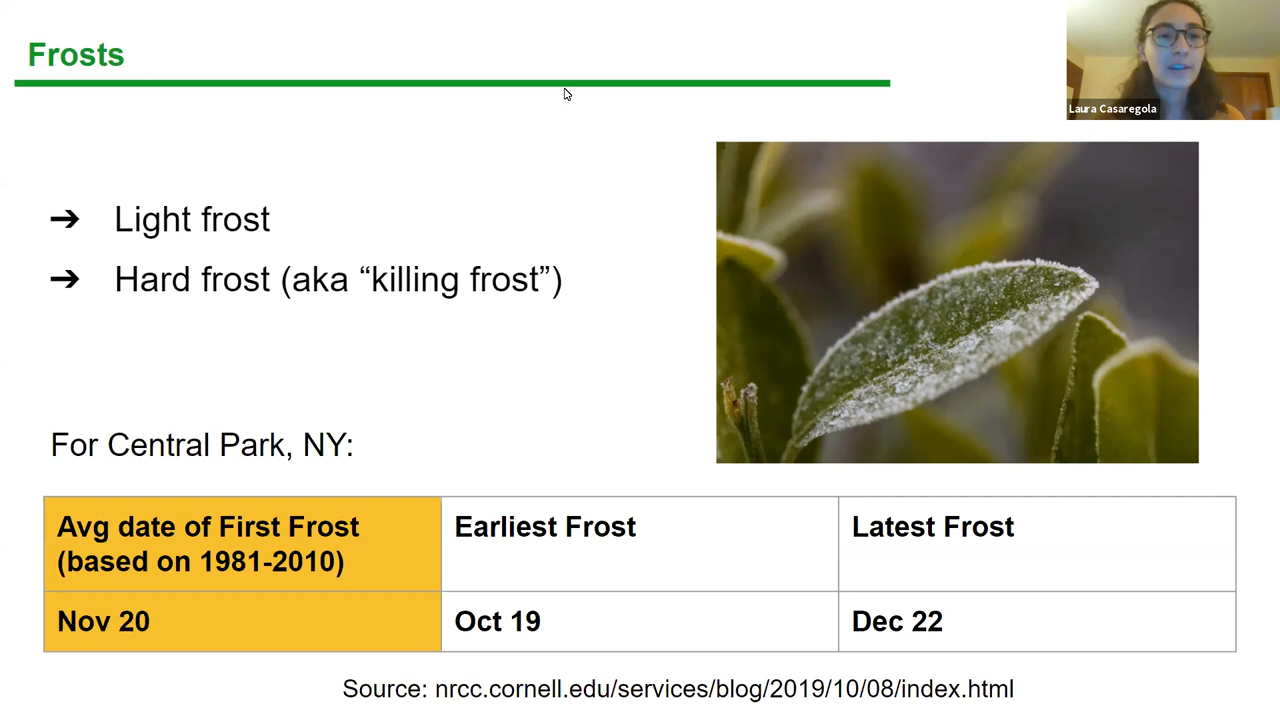 Frosts
Laura Casaregola
➔ Light frost
➔ Hard frost (aka “killing frost”)
For Central Park, NY:
Avg date of First Frost
(based on 1981-2010)
Earliest Frost
Latest Frost
Nov 20
Oct 19
Dec 22
Source: nrcc.cornell.edu/services/blog/2019/10/08/index.html